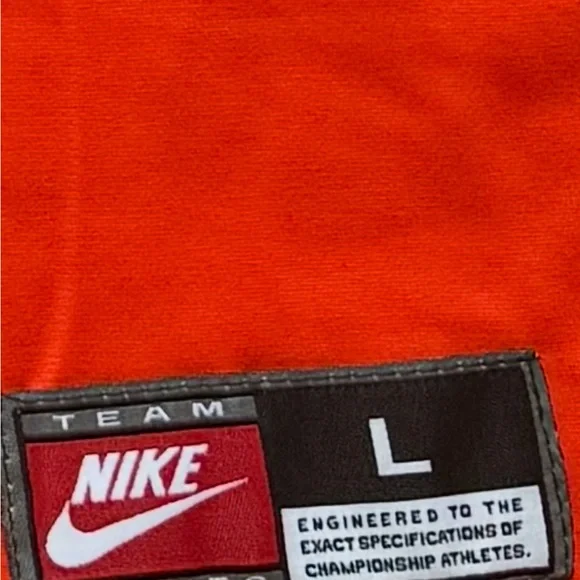 TEAM
NIKE
L
ENGINEERED TO THE
EXACT SPECIFICATIONS OF
CHAMPIONSHIP ATHLETES.